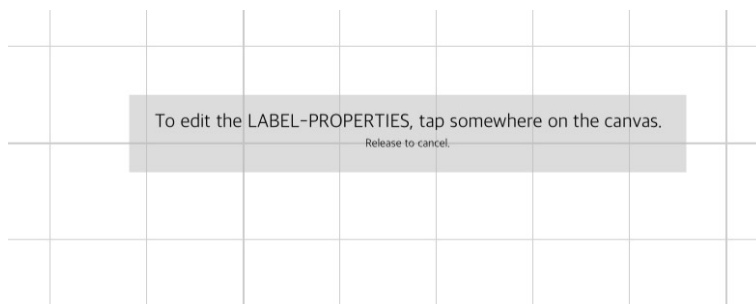 To edit the LABEL-PROPERTIES, tap somewhere on the canvas.
Release to cancel.